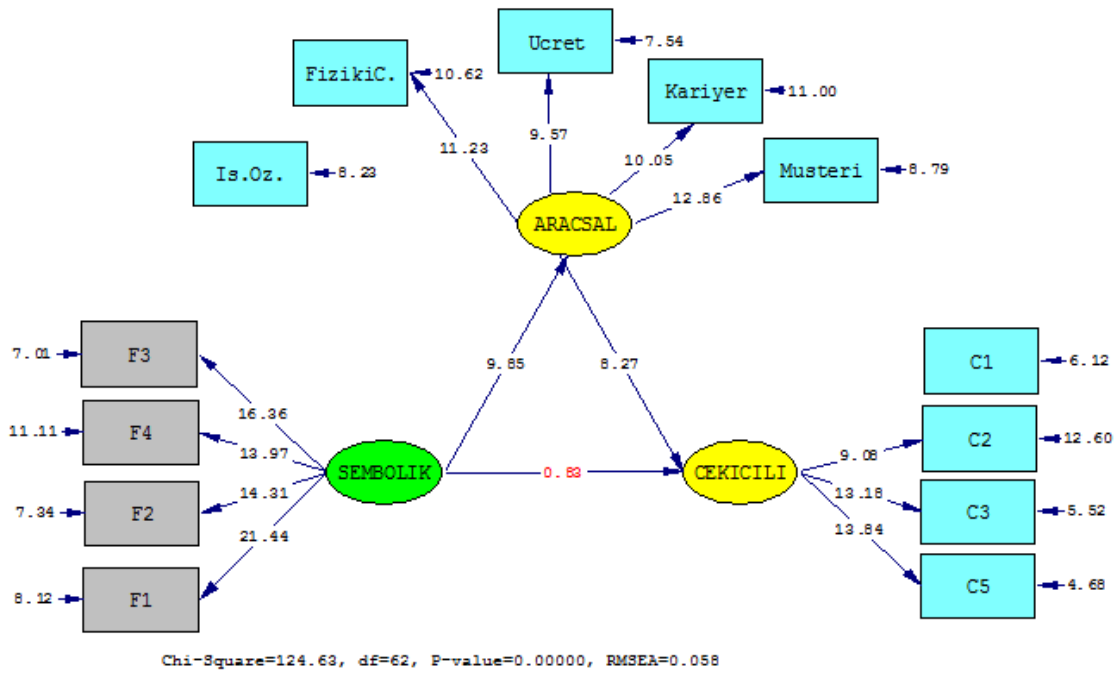 Ucret
7.54
FizikiC.
10.62
Kariyer
11.00
9.57
11.23
10.05
Is.Oz.
8.23
Musteri
8.79
12.86
ARACSAL
7.01
F3
9.85
8.27
C1
6.12
16.36
11.11
F4
13.97
C2
12.60
9.08
SEMBOLIK
0.83
CEKICILI
14.31
13.18
7.34
F2
C3
5.52
13.84
21.44
8.12
F1
C5
4.68
Chi-Square=124.63, df=62, P-value=0.00000, RMSEA=0.058